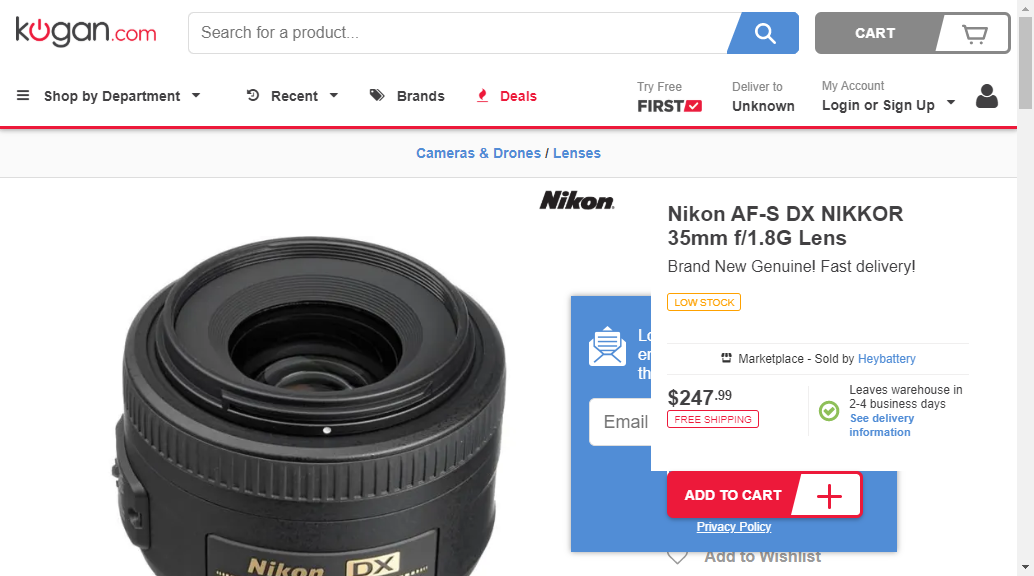 kogan.com
Search for a product...
CART
Shop by Department
Recent
Brands
Deals
Try Free
FIRST
Deliver to
Unknown
My Account
Login or Sign Up
Cameras & Drones / Lenses
Nikon
Nikon AF-S DX NIKKOR
35mm f/1.8G Lens
Brand New Genuine! Fast delivery!
LOW STOCK
Marketplace - Sold by Heybattery
$247.99
FREE SHIPPING
Leaves warehouse in
2-4 business days
See delivery
information
Email
ADD TO CART
Privacy Policy
Add to Wishlist
Nikon DX